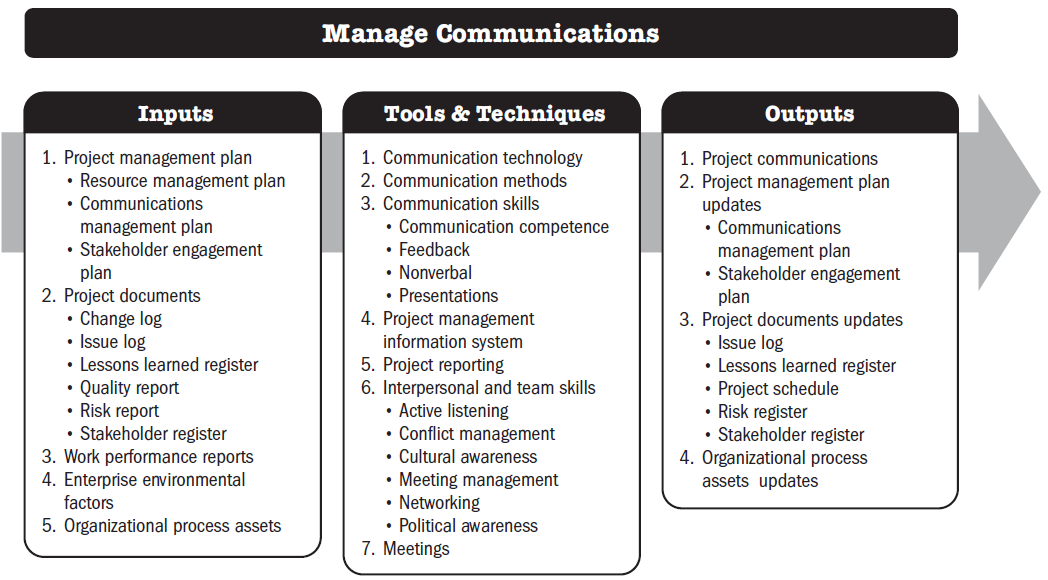 Manage Communications
Inputs
1. Project management plan
• Resource management plan
• Communications
management plan
• Stakeholder engagement
plan
2. Project documents
• Change log
• Issue log
• Lessons learned register
• Quality report
• Risk report
• Stakeholder register
3. Work performance reports
4. Enterprise environmental
factors
5. Organizational process assets
Tools & Techniques
1. Communication technology
2. Communication methods
3. Communication skills
• Communication competence
• Feedback
• Nonverbal
• Presentations
4. Project management
information system
5. Project reporting
6. Interpersonal and team skills
• Active listening
• Conflict management
• Cultural awareness
• Meeting management
• Networking
• Political awareness
7. Meetings
Outputs
1. Project communications
2. Project management plan
updates
• Communications
management plan
• Stakeholder engagement
plan
3. Project documents updates
• Issue log
• Lessons learned register
• Project schedule
• Risk register
• Stakeholder register
4. Organizational process
assets updates